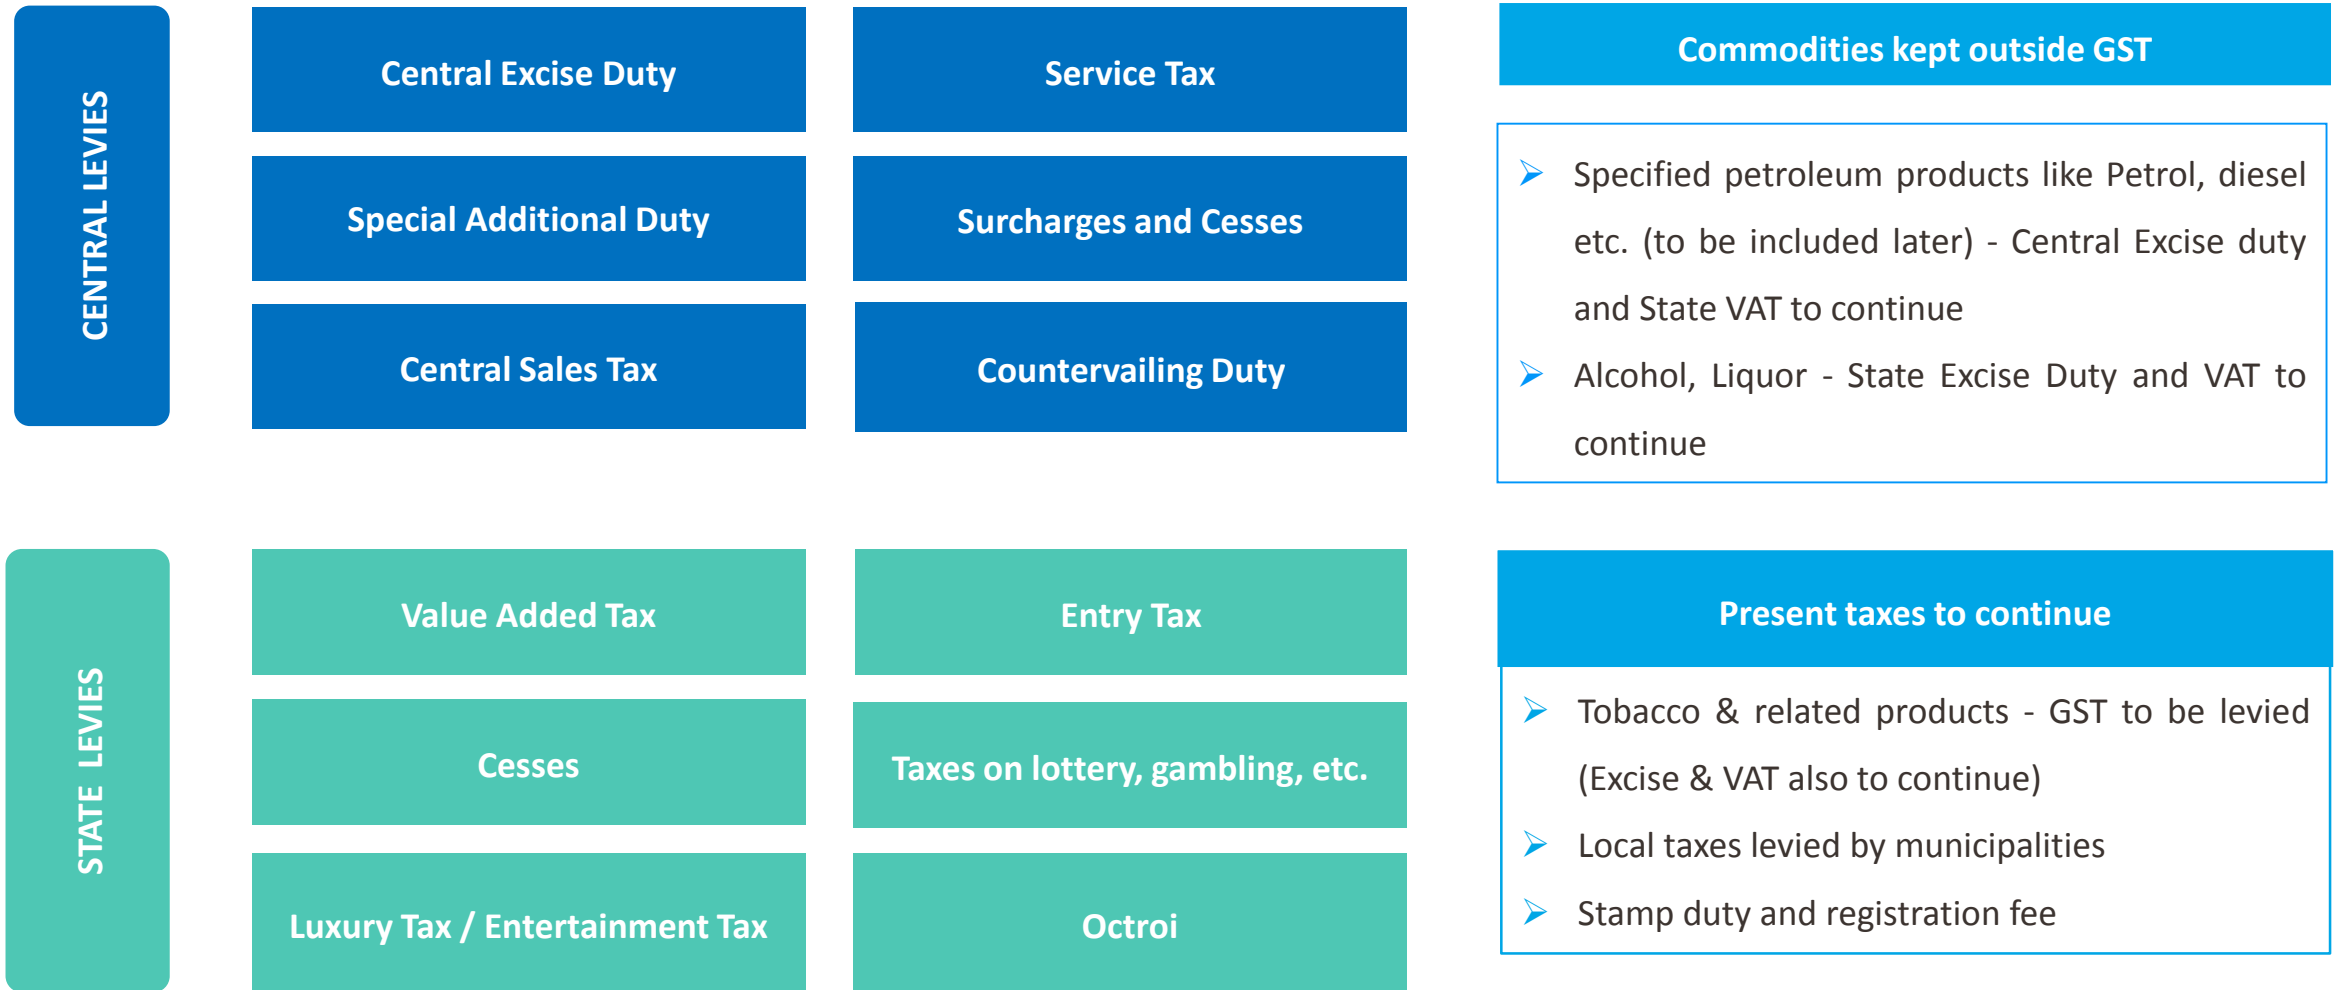 CENTRAL LEVIES
Central Excise Duty
Service Tax
Special Additional Duty
Surcharges and Cesses
Central Sales Tax
Countervailing Duty
Commodities kept outside GST
➢ Specified petroleum products like Petrol, diesel
etc. (to be included later) - Central Excise duty
and State VAT to continue
➢ Alcohol, Liquor - State Excise Duty and VAT to
continue
STATE LEVIES
Value Added Tax
Entry Tax
Cesses
Taxes on lottery, gambling, etc.
Luxury Tax / Entertainment Tax
Octroi
Present taxes to continue
➢ Tobacco & related products - GST to be levied
(Excise & VAT also to continue)
➢ Local taxes levied by municipalities
➢ Stamp duty and registration fee